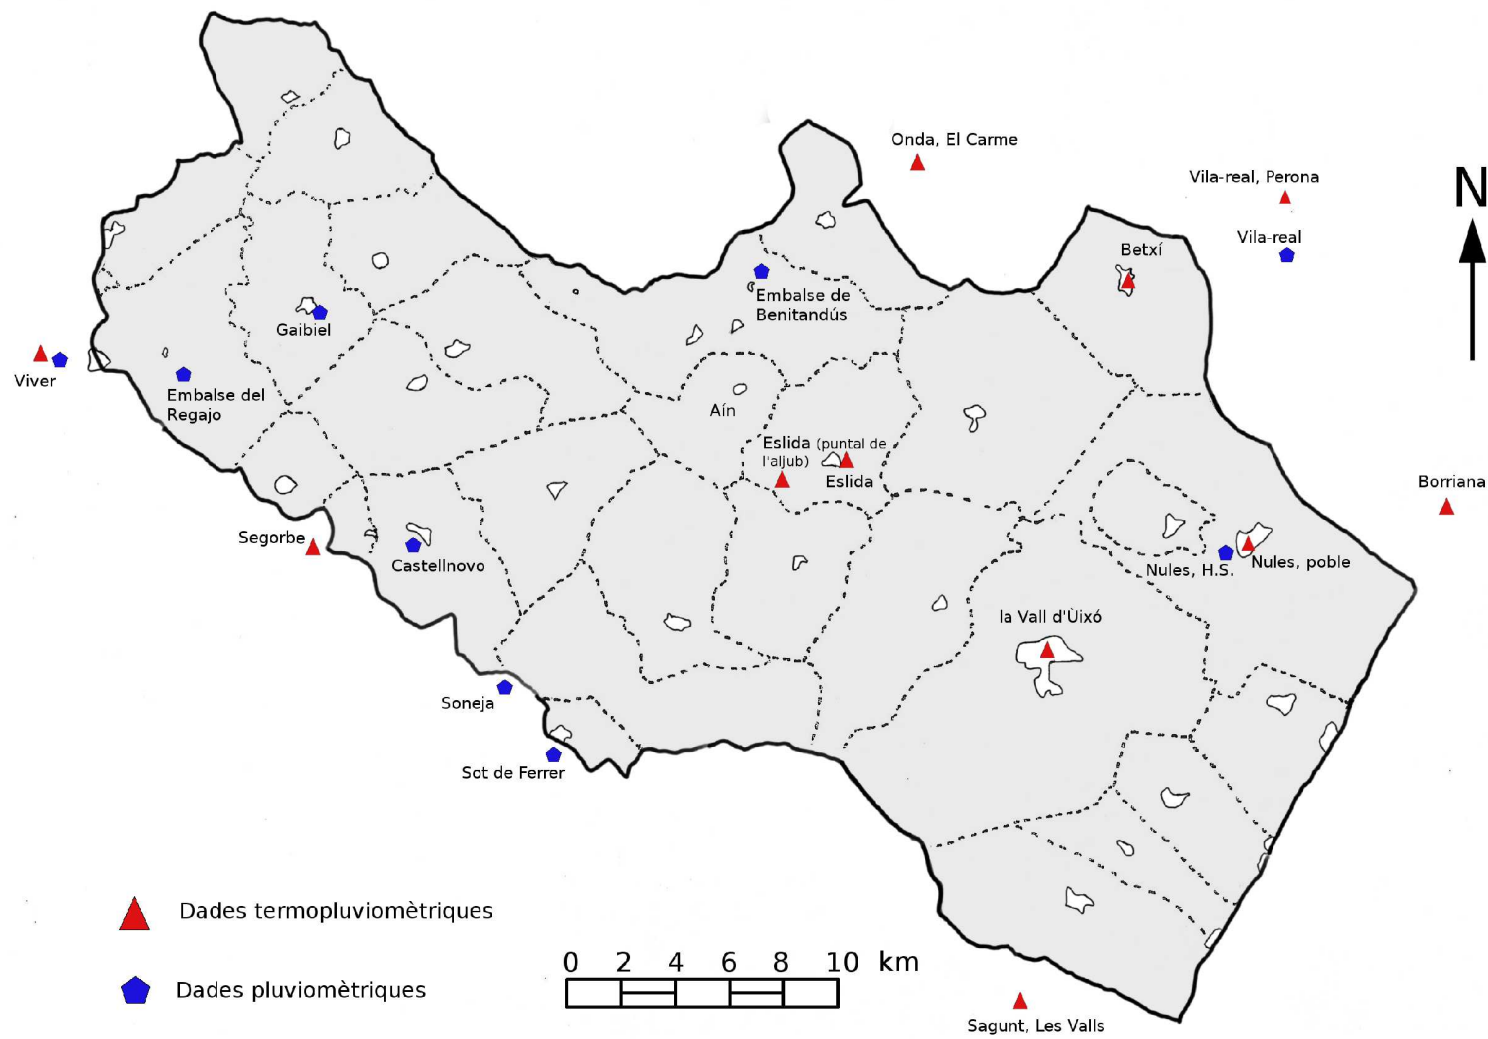 Onda, El Carme
Vila-real, Perona
N
Vila-real
Betxí
Embalse de
Benitandús
Gaibiel
Viver
Embalse del
Regajo
Aín
Eslida (puntal de
l'aljub)
Eslida
Borriana
Segorbe
Castellnovo
Nules, H.S.
Nules, poble
la Vall d'Ùixó
Soneja
Sot de Ferrer
Dades termopluviomètriques
0 2 4 6 8 10 km
Dades pluviomètriques
Sagunt, Les Valls